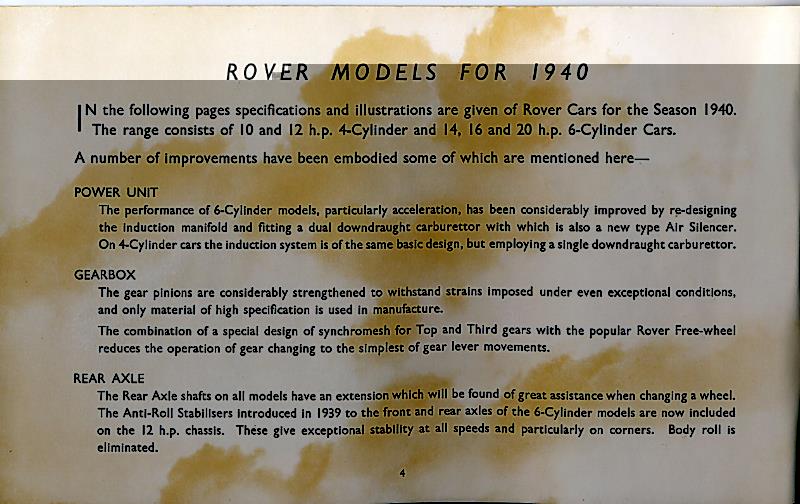 ROVER MODELS FOR 1940
IN the following pages specifications and illustrations are given of Rover Cars for the Season 1940.
The range consists of 10 and 12 h.p. 4-Cylinder and 14, 16 and 20 h.p. 6-Cylinder Cars.
A number of improvements have been embodied some of which are mentioned here—
POWER UNIT
The performance of 6-Cylinder models, particularly acceleration, has been considerably improved by re-designing
the induction manifold and fitting a dual downdraught carburettor with which is also a new type Air Silencer.
On 4-Cylinder cars the induction system is of the same basic design, but employing a single downdraught carburettor.
GEARBOX
The gear pinions are considerably strengthened to withstand strains imposed under even exceptional conditions,
and only material of high specification is used in manufacture.
The combination of a special design of synchromesh for Top and Third gears with the popular Rover Free-wheel
reduces the operation of gear changing to the simplest of gear lever movements.
REAR AXLE
The Rear Axle shafts on all models have an extension which will be found of great assistance when changing a wheel.
The Anti-Roll Stabilisers introduced in 1939 to the front and rear axles of the 6-Cylinder models are now included
on the 12 h.p. chassis. These give exceptional stability at all speeds and particularly on corners. Body roll is
eliminated.
4